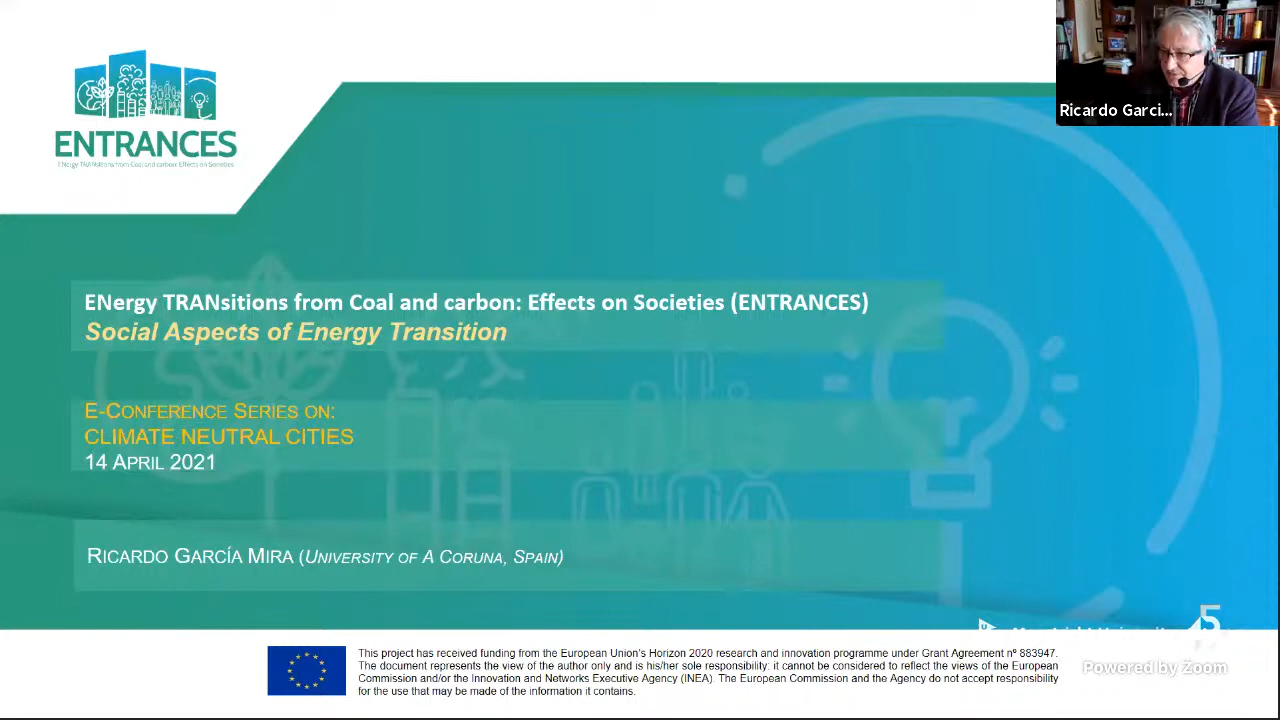 Ricardo Garci...
ENTRANCES
ENergy TRANsitions from Coal and carbon: Effects on Societies
ENergy TRANsitions from Coal and carbon: Effects on Societies (ENTRANCES)
Social Aspects of Energy Transition
E-CONFERENCE SERIES ON:
CLIMATE NEUTRAL CITIES
14 APRIL 2021
RICARDO GARCÍA MIRA (UNIVERSITY OF A CORUNA, SPAIN)
5
This project has received funding from the European Union's Horizon 2020 research and innovation programme under Grant Agreement nº 883947.
The document represents the view of the author only and is his/her sole responsibility: it cannot be considered to reflect the views of the European
Commission and/or the Innovation and Networks Executive Agency (INEA). The European Commission and the Agency do not accept responsibility
for the use that may be made of the information it contains.
Powered by Zoom